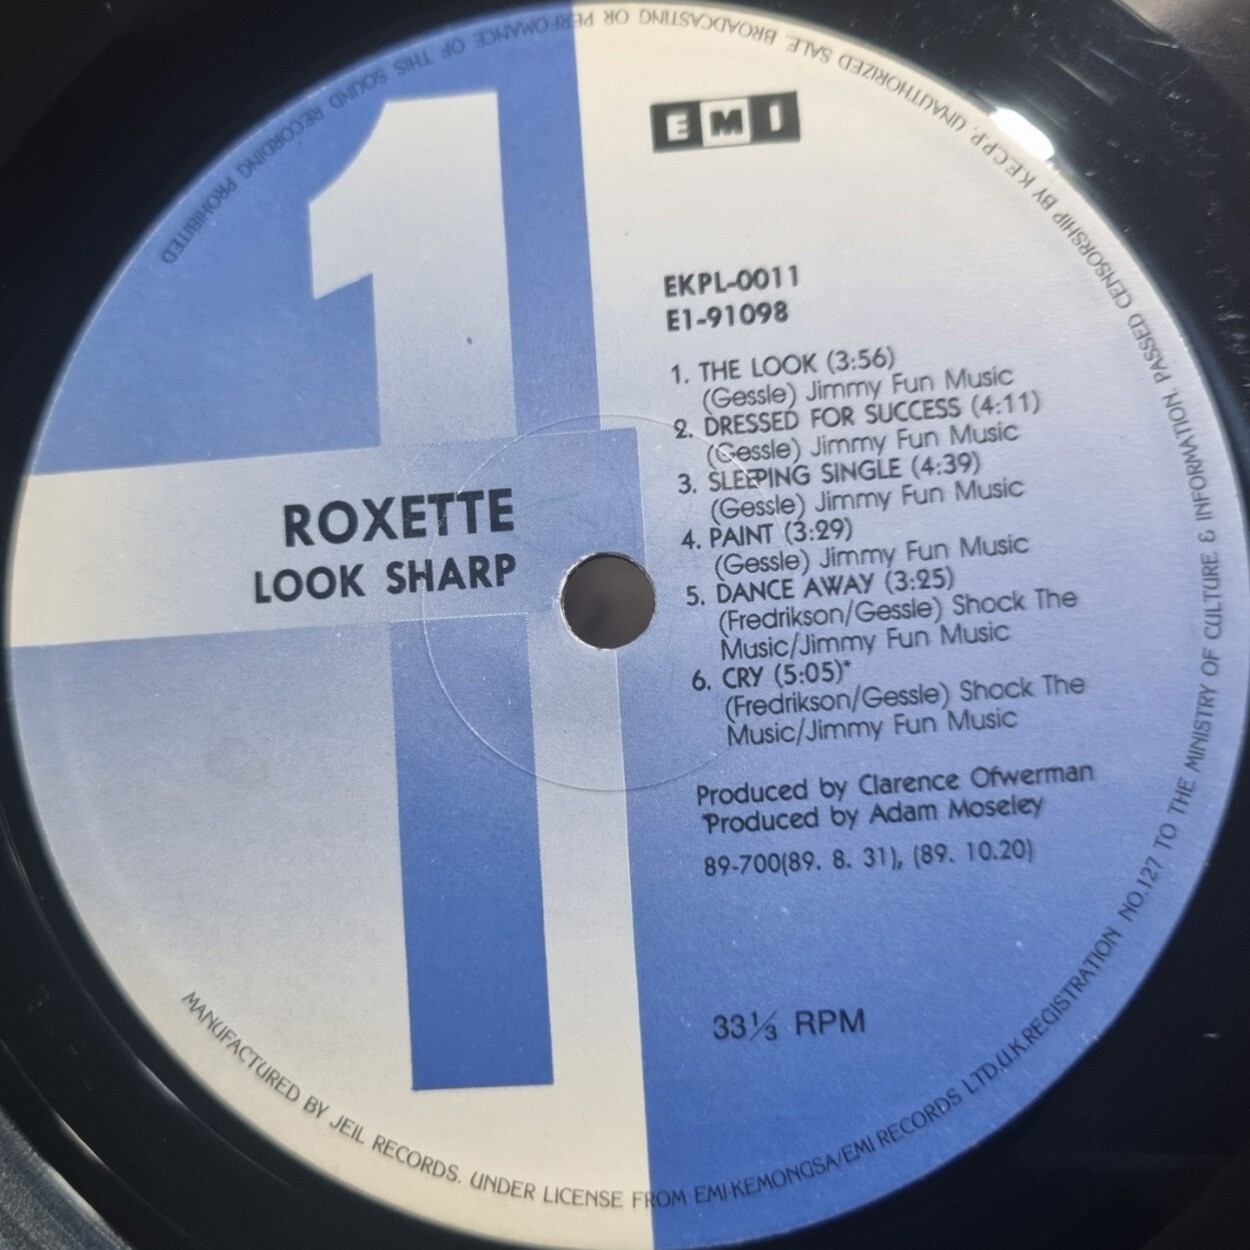 1
EMI
EKPL-0011
E1-91098
1. THE LOOK (3:56)
(Gessle) Jimmy Fun Music
2. DRESSED FOR SUCCESS (4:11)
(Gessle) Jimmy Fun Music
3. SLEEPING SINGLE (4:39)
(Gessle) Jimmy Fun Music
4. PAINT (3:29)
(Gessle) Jimmy Fun Music
5. DANCE AWAY (3:25)
(Fredrikson/Gessle) Shock The
Music/Jimmy Fun Music
6. CRY (5:05)*
(Fredrikson/Gessle) Shock The
Music/Jimmy Fun Music
ROXETTE
LOOK SHARP
Produced by Clarence Ofwerman
*Produced by Adam Moseley
89-700(89. 8. 31), (89. 10.20)
33⅓ RPM
MANUFACTURED BY JEIL RECORDS. UNDER LICENSE FROM EMI-KEMONGSA/EMI RECORDS LTD.U.K.REGISTRATION NO.127 TO THE MINISTRY OF CULTURE & INFORMATION. PASSED CENSORSHIP BY K.E.C.P.P. UNAUTHORIZED SALE. BROADCASTING OR PERFOMANCE OF THIS SOUND RECORDING PROHIBITED